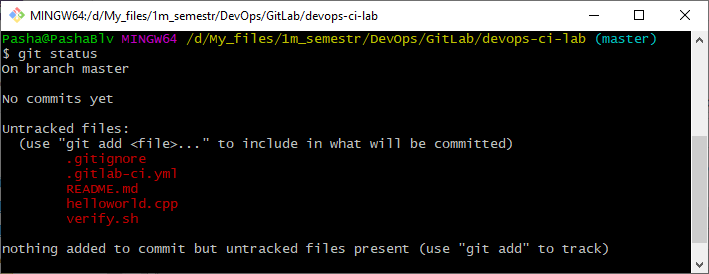 MINGW64:/d/My_files/1m_semestr/DevOps/GitLab/devops-ci-lab
Pasha@PashaBlv MINGW64 /d/My_files/1m_semestr/DevOps/GitLab/devops-ci-lab (master)
$ git status
On branch master
No commits yet
Untracked files:
(use "git add <file>..." to include in what will be committed)
.gitignore
.gitlab-ci.yml
README.md
helloworld.cpp
verify.sh
nothing added to commit but untracked files present (use "git add" to track)